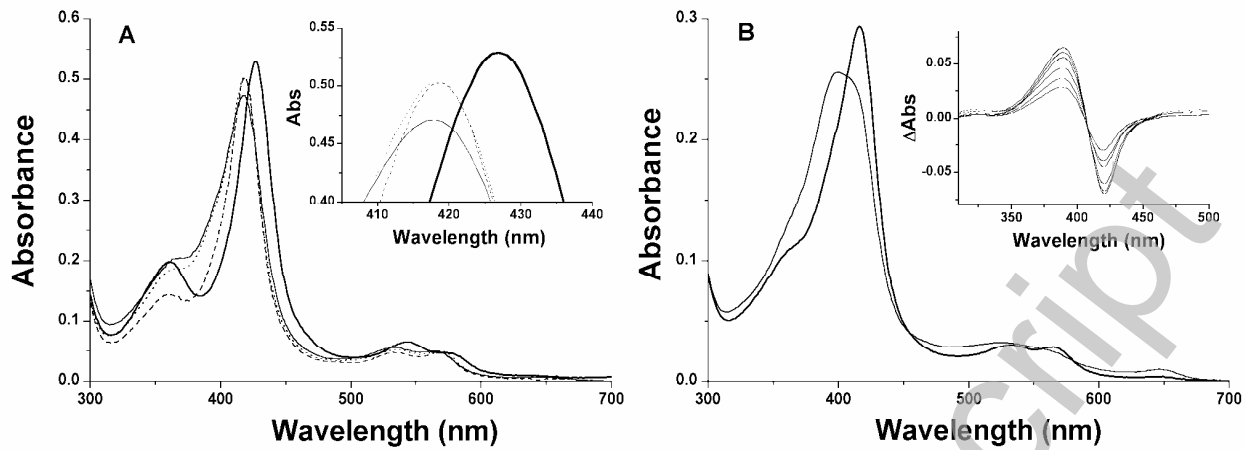 A
0.6
0.5
0.4
0.3
0.2
0.1
0.0
Absorbance
300 400 500 600 700
Wavelength (nm)
0.55
0.50
0.45
0.40
Abs
410 420 430 440
Wavelength (nm)
B
0.3
0.2
0.1
0.0
Absorbance
300 400 500 600 700
Wavelength (nm)
0.05
0.00
-0.05
ΔAbs
350 400 450 500
Wavelength (nm)
cript